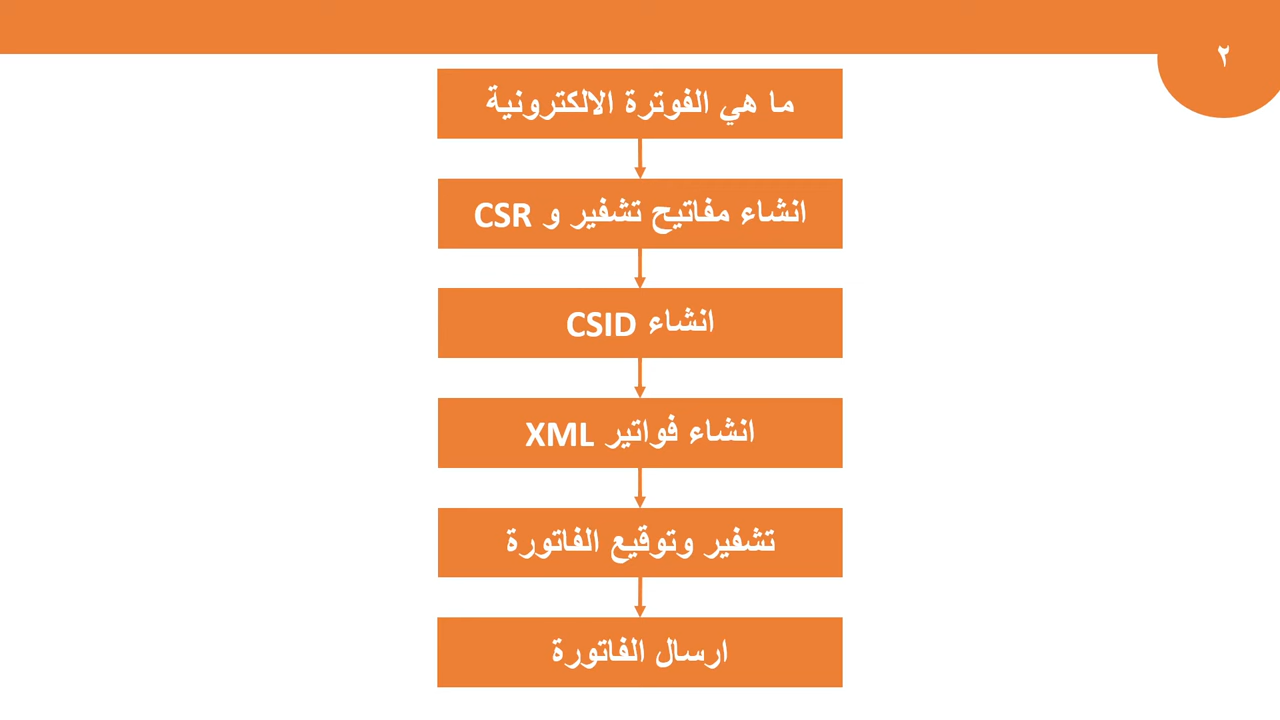 ٢
ما هي الفوترة الالكترونية
انشاء مفاتيح تشفير و CSR
انشاء CSID
انشاء فواتير XML
تشفير وتوقيع الفاتورة
ارسال الفاتورة